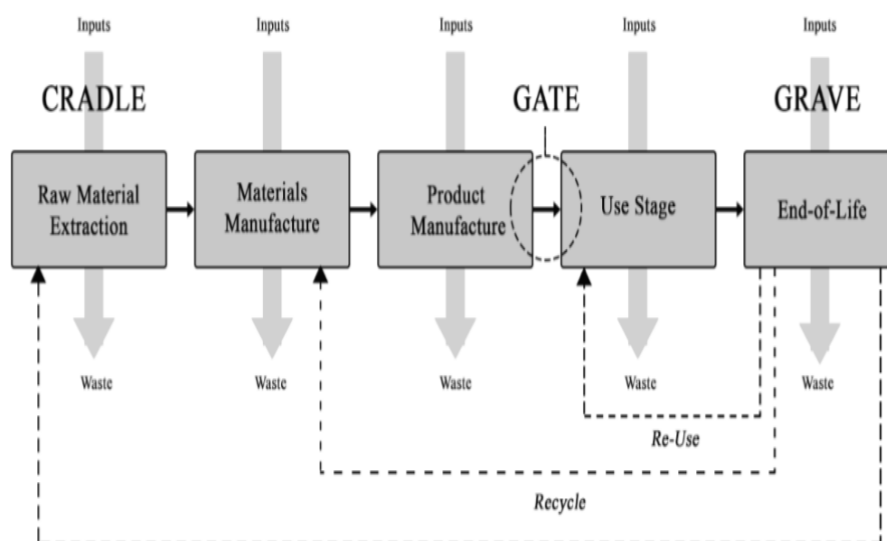 Inputs
Inputs
Inputs
Inputs
Inputs
CRADLE
GATE
GRAVE
Raw Material
Extraction
Materials
Manufacture
Product
Manufacture
Use Stage
End-of-Life
Waste
Waste
Waste
Waste
Waste
Re-Use
Recycle